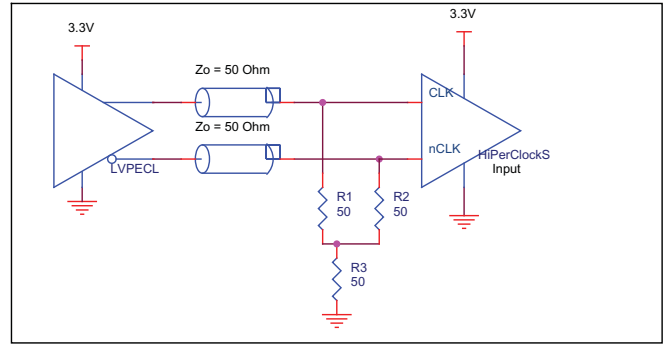 3.3V
3.3V
Zo = 50 Ohm
CLK
Zo = 50 Ohm
nCLK
LVPECL
HiPerClockS
Input
R1
50
R2
50
R3
50